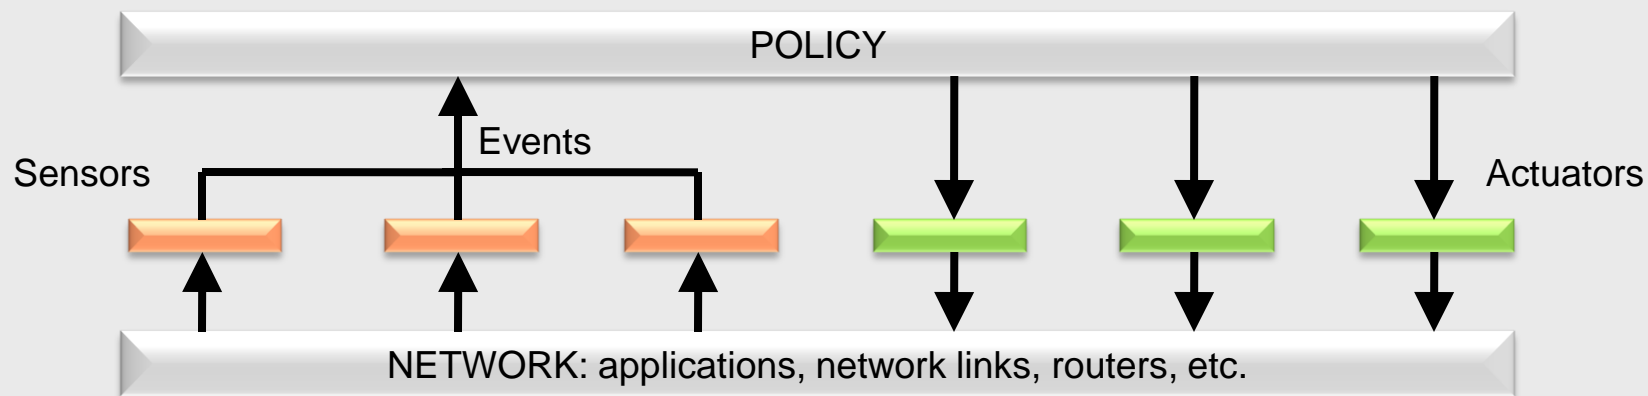 POLICY
Events
Sensors
Actuators
NETWORK: applications, network links, routers, etc.